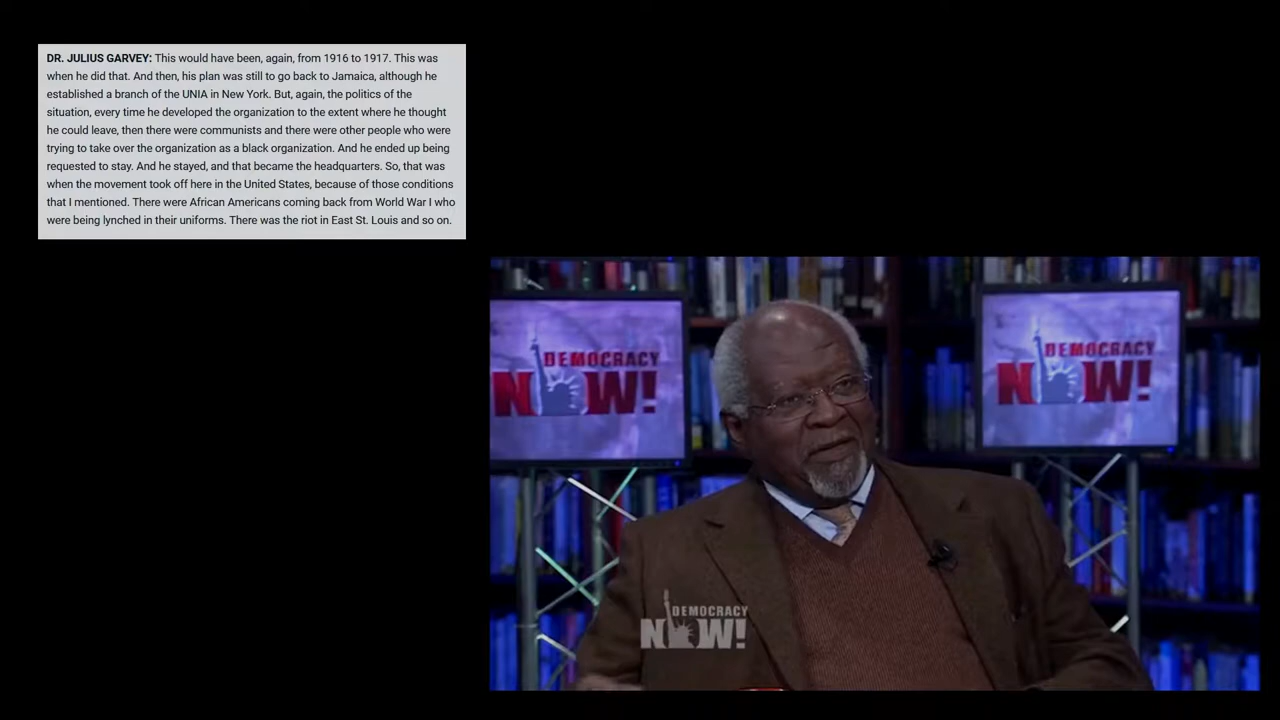 DR. JULIUS GARVEY: This would have been, again, from 1916 to 1917. This was
when he did that. And then, his plan was still to go back to Jamaica, although he
established a branch of the UNIA in New York. But, again, the politics of the
situation, every time he developed the organization to the extent where he thought
he could leave, then there were communists and there were other people who were
trying to take over the organization as a black organization. And he ended up being
requested to stay. And he stayed, and that became the headquarters. So, that was
when the movement took off here in the United States, because of those conditions
that I mentioned. There were African Americans coming back from World War I who
were being lynched in their uniforms. There was the riot in East St. Louis and so on.
DEMOCRACY
NOW!
DEMOCRACY
NOW!
DEMOCRACY
NOW!